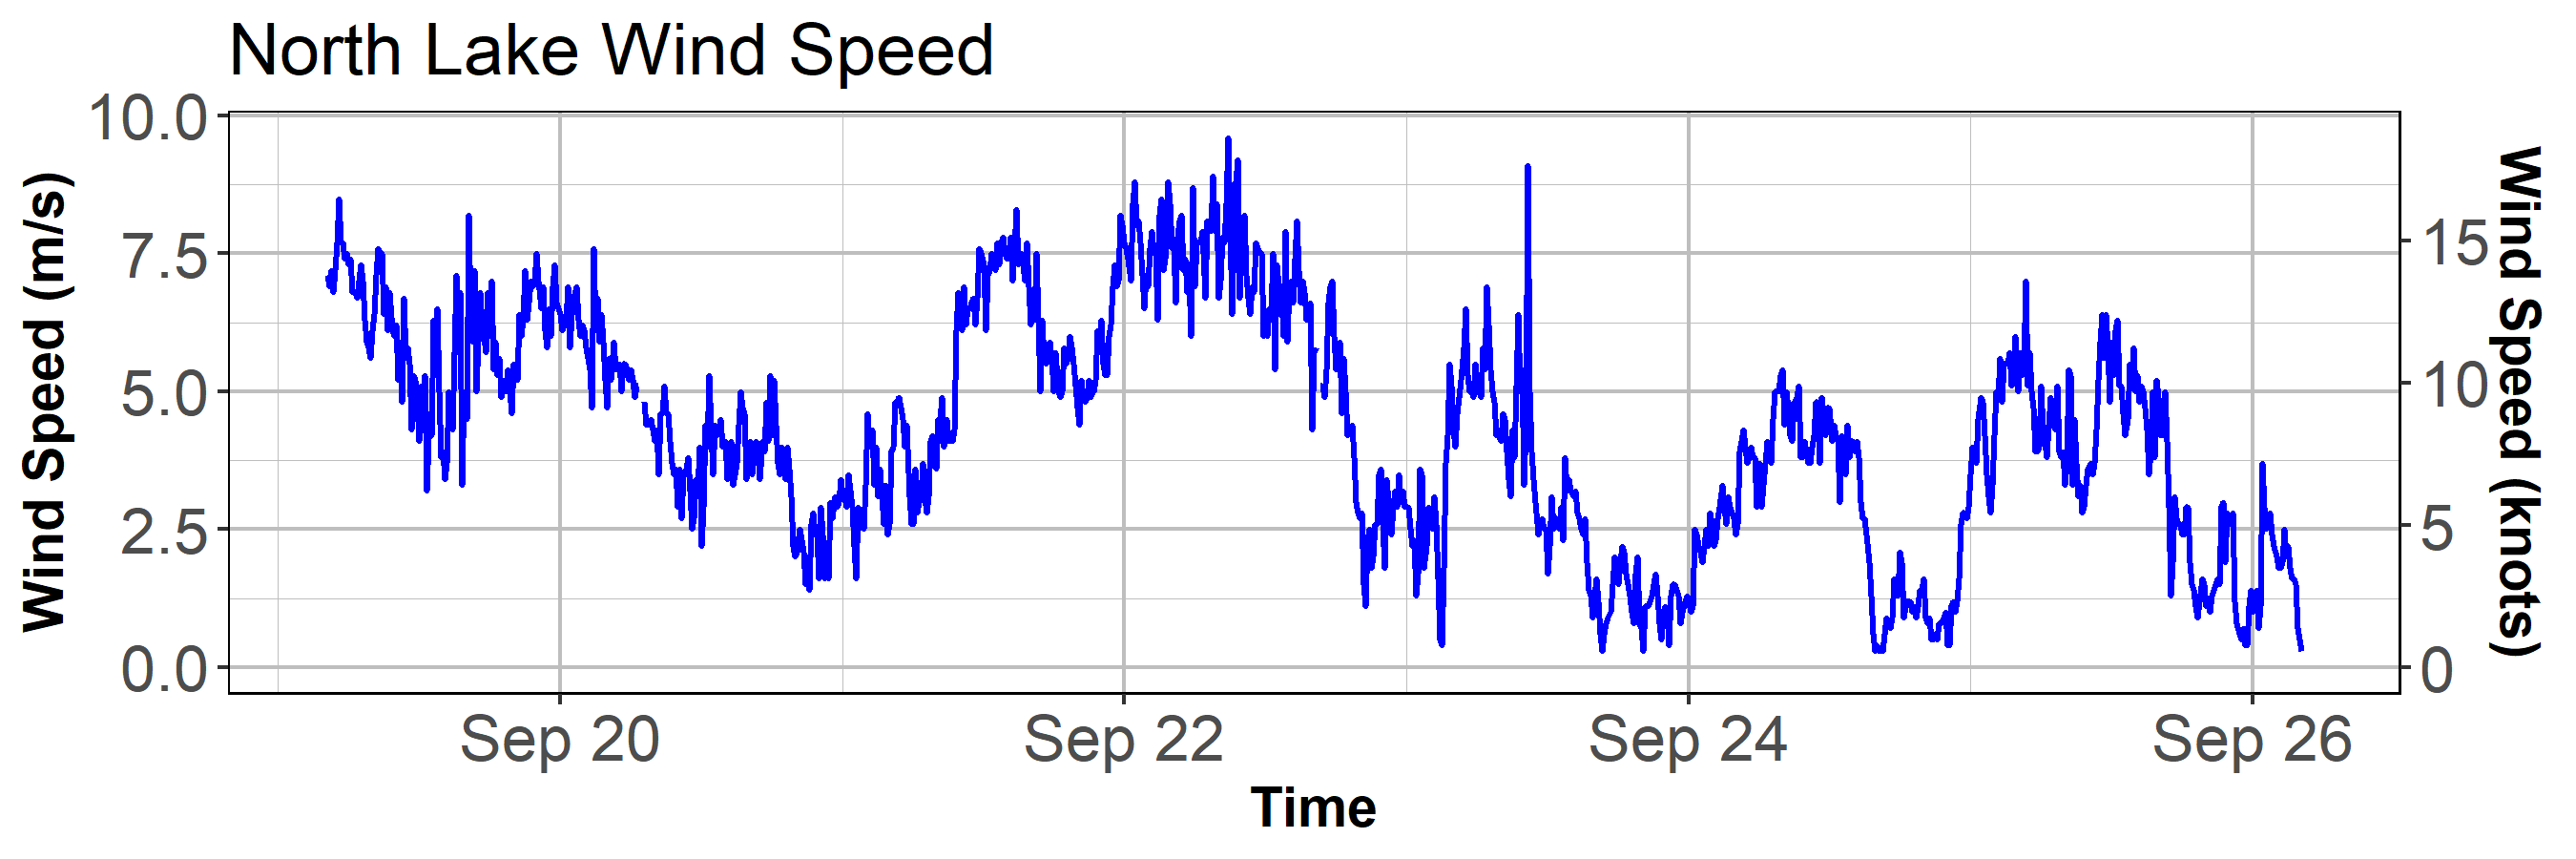 North Lake Wind Speed
Wind Speed (m/s)
10.0
7.5
5.0
2.5
0.0
Wind Speed (knots)
15
10
5
0
Sep 20
Sep 22
Sep 24
Sep 26
Time